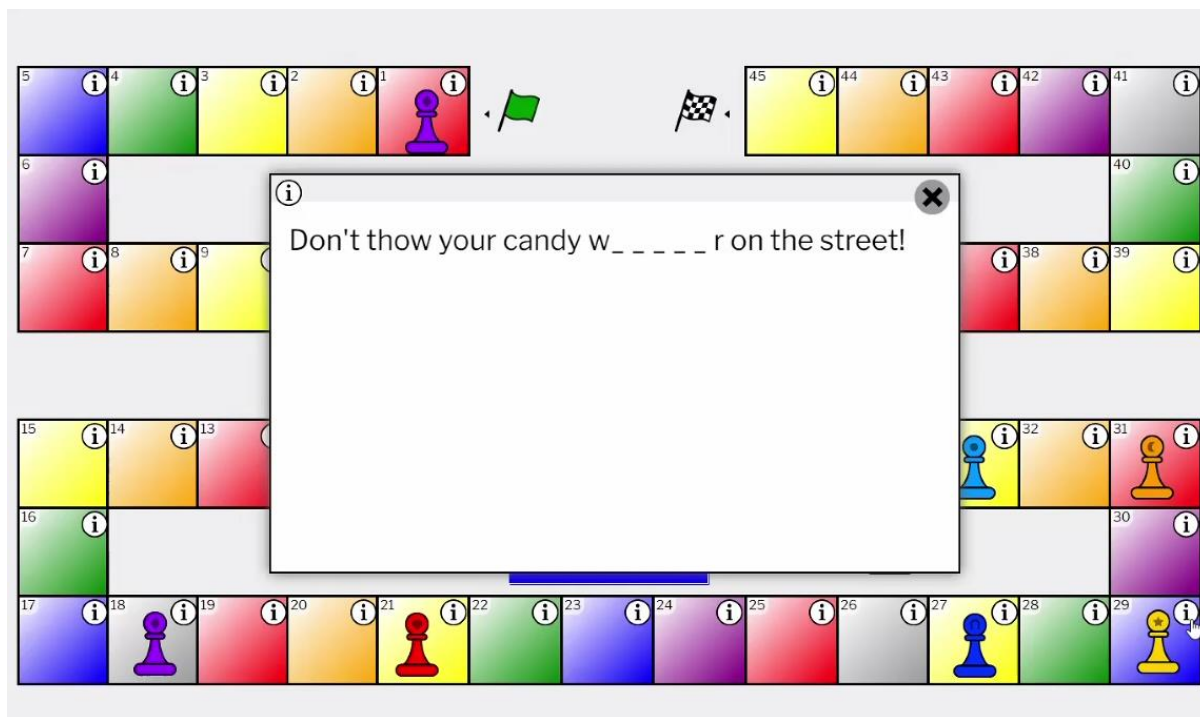 5 i 4 i 3 i 2 i 1 i 45 i 44 i 43 i 42 i 41 i
6 i 40 i
i
Don't thow your candy w_ _ _ _ _ r on the street!
7 i 8 i 9 i 38 i 39 i
15 i 14 i 13 i 32 i 31 i
16 i 30 i
17 i 18 i 19 i 20 i 21 i 22 i 23 i 24 i 25 i 26 i 27 i 28 i 29 i